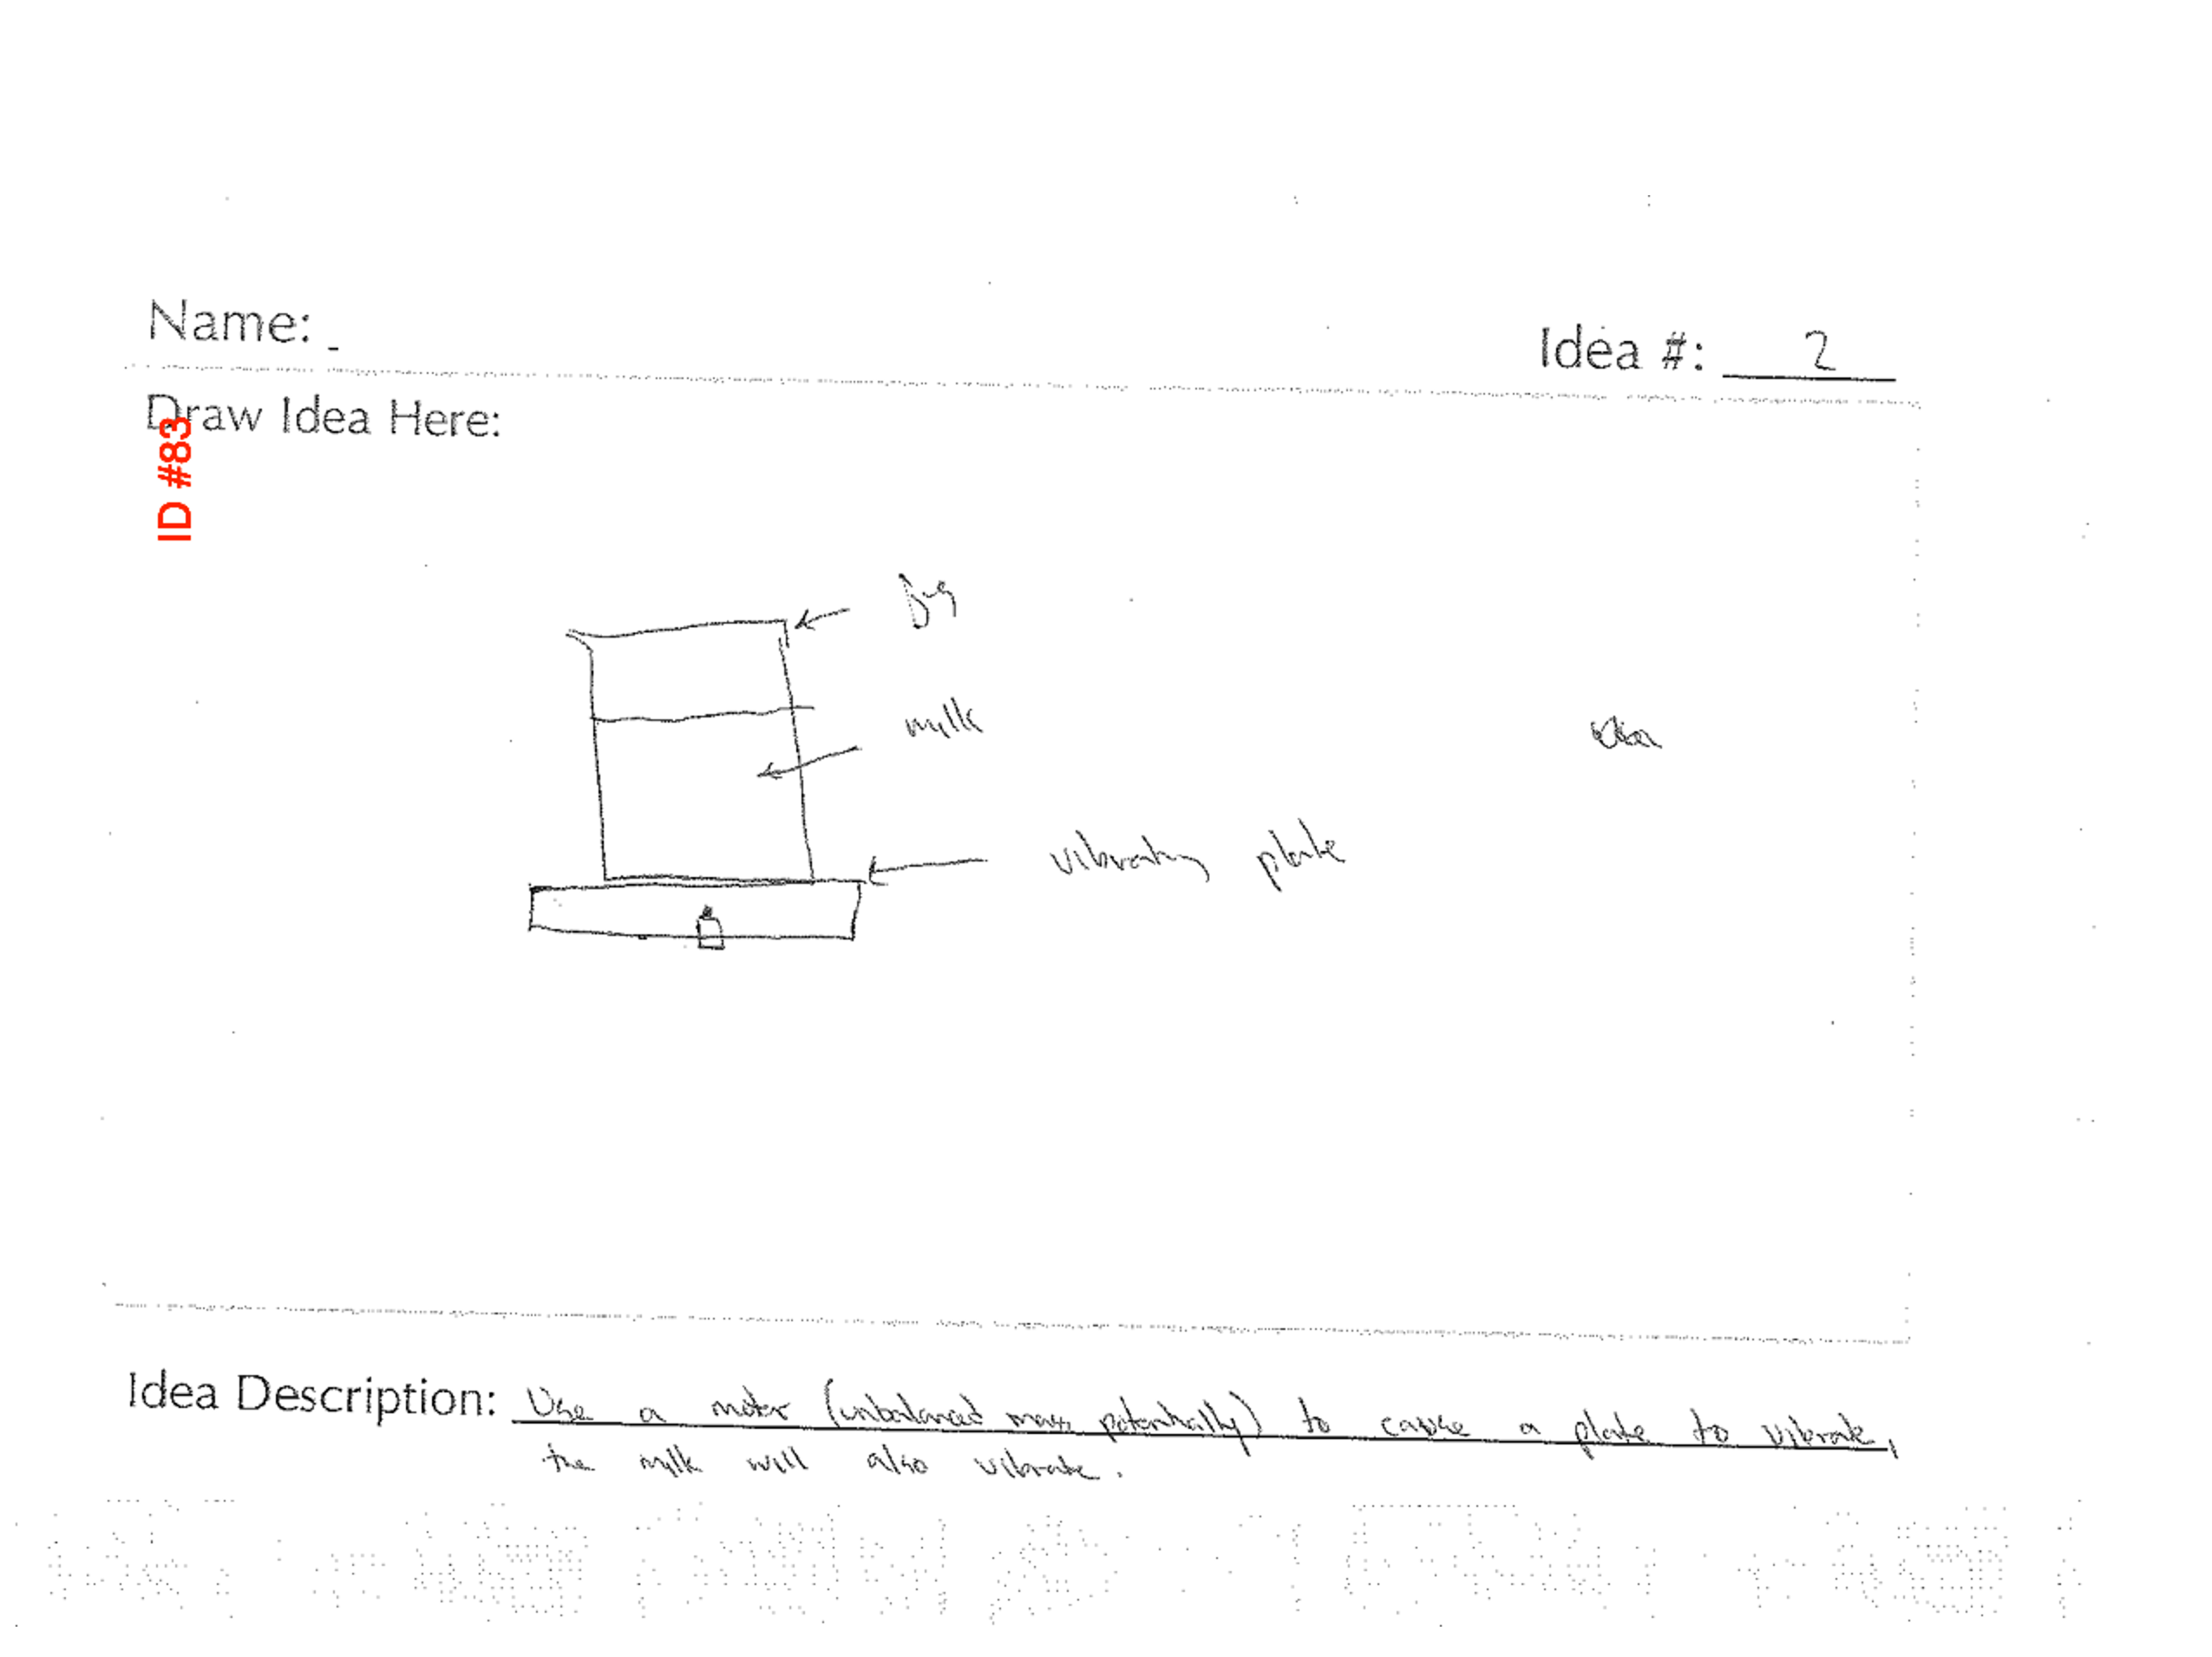 Name:
Idea #: 2
Draw Idea Here:
ID #83
Jug
milk
vibrating plate
Idea Description: Use a motor (unbalanced mass potentially) to cause a plate to vibrate,
the milk will also vibrate.